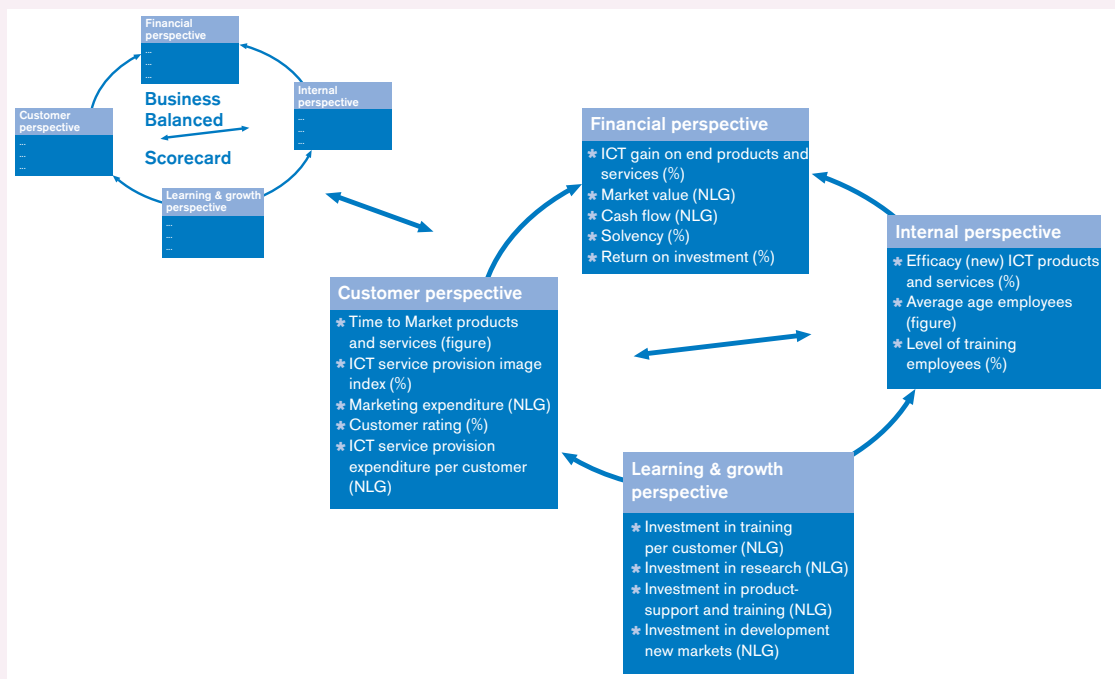 Financial
perspective
...
...
...
Customer
perspective
...
...
...
Business
Balanced
Scorecard
Internal
perspective
...
...
...
Learning & growth
perspective
...
...
...
Financial perspective
* ICT gain on end products and
services (%)
* Market value (NLG)
* Cash flow (NLG)
* Solvency (%)
* Return on investment (%)
Internal perspective
* Efficacy (new) ICT products
and services (%)
* Average age employees
(figure)
* Level of training
employees (%)
Customer perspective
* Time to Market products
and services (figure)
* ICT service provision image
index (%)
* Marketing expenditure (NLG)
* Customer rating (%)
* ICT service provision
expenditure per customer
(NLG)
Learning & growth
perspective
* Investment in training
per customer (NLG)
* Investment in research (NLG)
* Investment in product-
support and training (NLG)
* Investment in development
new markets (NLG)